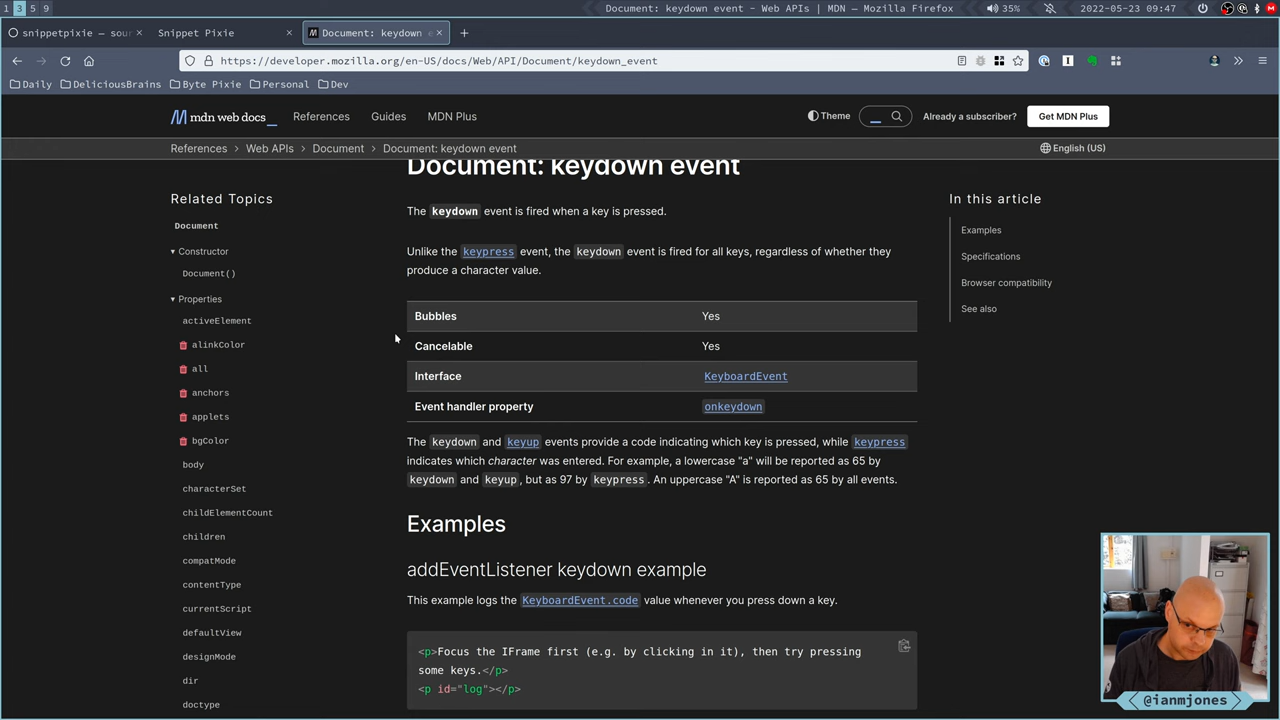 1 3 5 9
Document: keydown event - Web APIs | MDN — Mozilla Firefox
35%
2022-05-23 09:47
snippetpixie — sour
Snippet Pixie
Document: keydown e
https://developer.mozilla.org/en-US/docs/Web/API/Document/keydown_event
Daily
DeliciousBrains
Byte Pixie
Personal
Dev
mdn web docs_
References
Guides
MDN Plus
Theme
Already a subscriber?
Get MDN Plus
References > Web APIs > Document > Document: keydown event
English (US)
Related Topics
Document
Constructor
Document()
Properties
activeElement
alinkColor
all
anchors
applets
bgColor
body
characterSet
childElementCount
children
compatMode
contentType
currentScript
defaultView
designMode
dir
doctype
Document: keydown event
The keydown event is fired when a key is pressed.
Unlike the keypress event, the keydown event is fired for all keys, regardless of whether they
produce a character value.
Bubbles Yes
Cancelable Yes
Interface KeyboardEvent
Event handler property onkeydown
The keydown and keyup events provide a code indicating which key is pressed, while keypress
indicates which character was entered. For example, a lowercase "a" will be reported as 65 by
keydown and keyup, but as 97 by keypress. An uppercase "A" is reported as 65 by all events.
Examples
addEventListener keydown example
This example logs the KeyboardEvent.code value whenever you press down a key.
<p>Focus the IFrame first (e.g. by clicking in it), then try pressing
some keys.</p>
<p id="log"></p>
In this article
Examples
Specifications
Browser compatibility
See also
@ianmjones